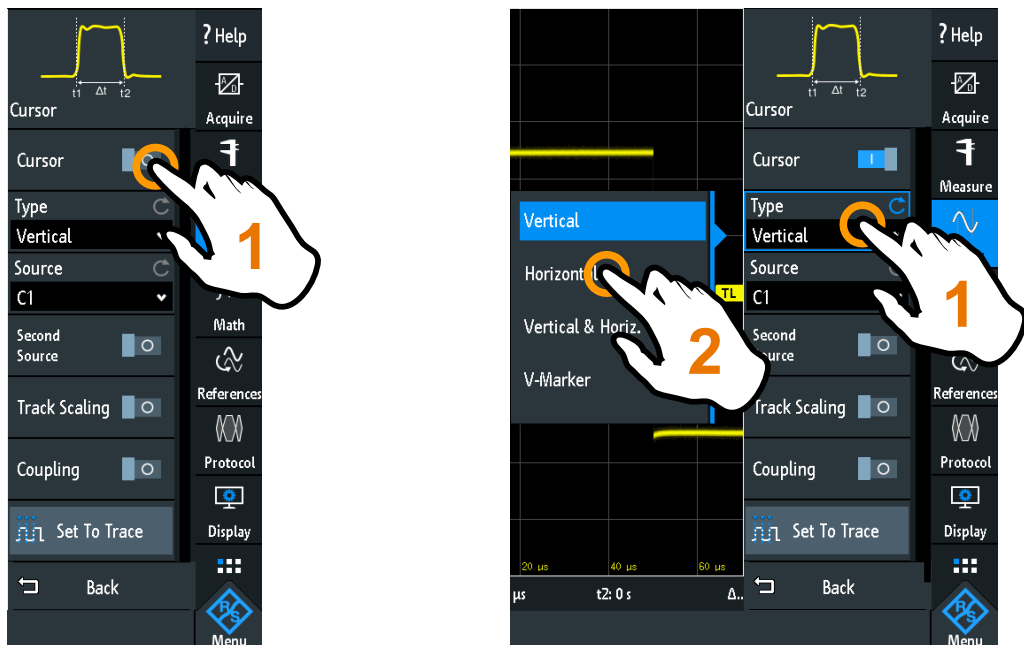 ? Help
t1 Δt t2
Cursor
Acquire
Cursor
Type
Vertical
Source
C1
Math
Second
Source
References
Track Scaling
Protocol
Coupling
Set To Trace
Display
Back
R/S
Menu
1
Vertical
Horizontal
Vertical & Horiz.
V-Marker
TL
20 µs
40 µs
60 µs
µs
t2: 0 s
Δ..
2
? Help
t1 Δt t2
Cursor
Acquire
Cursor
Measure
Type
Vertical
Source
C1
Second
References
Track Scaling
Protocol
Coupling
Set To Trace
Display
Back
R/S
Menu
1